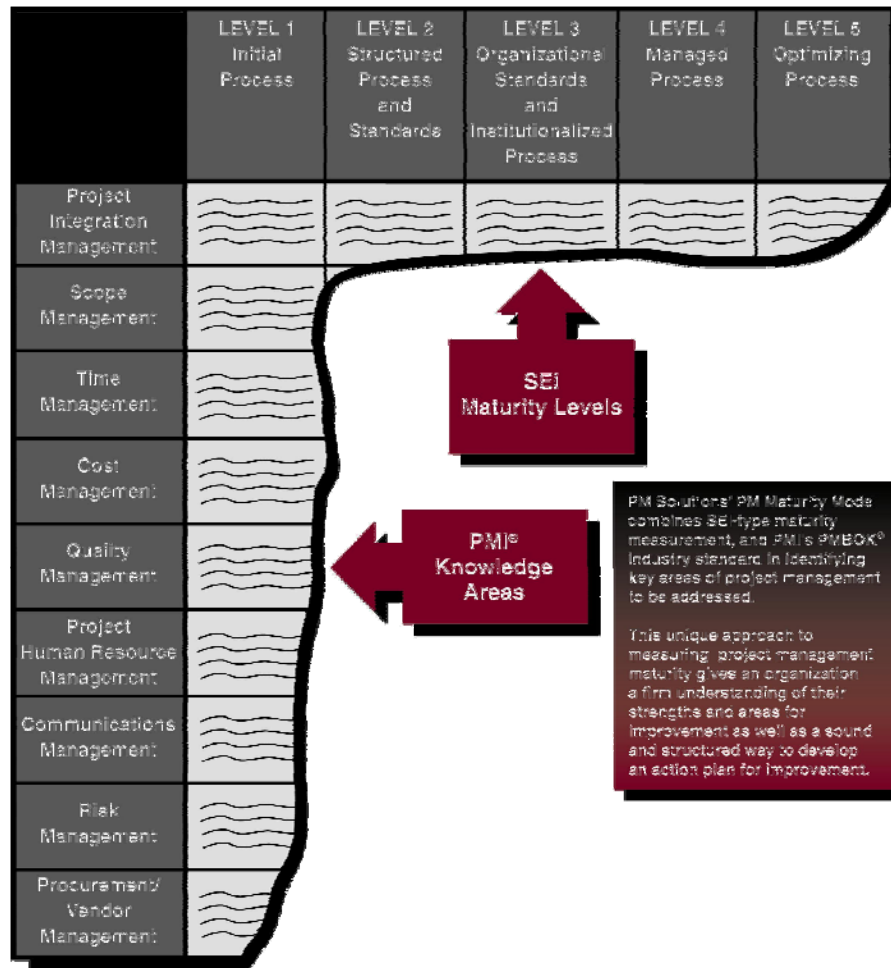 LEVEL 1
Initial
Process
LEVEL 2
Structured
Process
and
Standards
LEVEL 3
Organizational
Standards
and
Institutionalized
Process
LEVEL 4
Managed
Process
LEVEL 5
Optimizing
Process
Project
Integration
Management
Scope
Management
Time
Management
Cost
Management
Quality
Management
Project
Human Resource
Management
Communications
Management
Risk
Management
Procurement/
Vendor
Management
SEI
Maturity Levels
PMI®
Knowledge
Areas
PM Solutions' PM Maturity Mode
combines SEI-type maturity
measurement, and PMI's PMBOK®
industry standard in identifying
key areas of project management
to be addressed.
This unique approach to
measuring project management
maturity gives an organization
a firm understanding of their
strengths and areas for
improvement as well as a sound
and structured way to develop
an action plan for improvement.